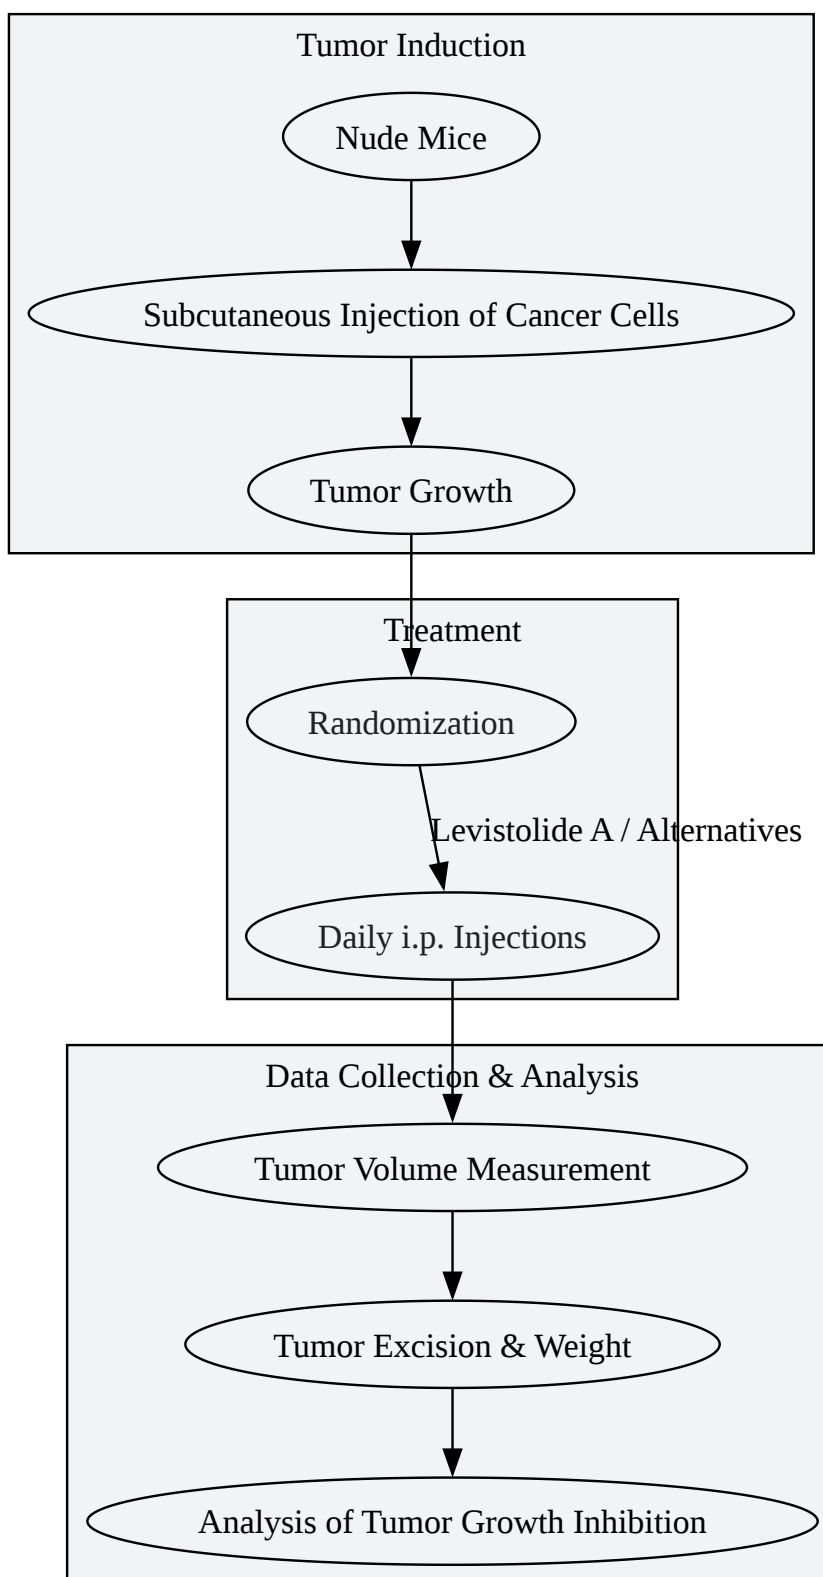 Tumor Induction
Nude Mice
Subcutaneous Injection of Cancer Cells
Tumor Growth
Treatment
Randomization
Levistolide A / Alternatives
Daily i.p. Injections
Data Collection & Analysis
Tumor Volume Measurement
Tumor Excision & Weight
Analysis of Tumor Growth Inhibition